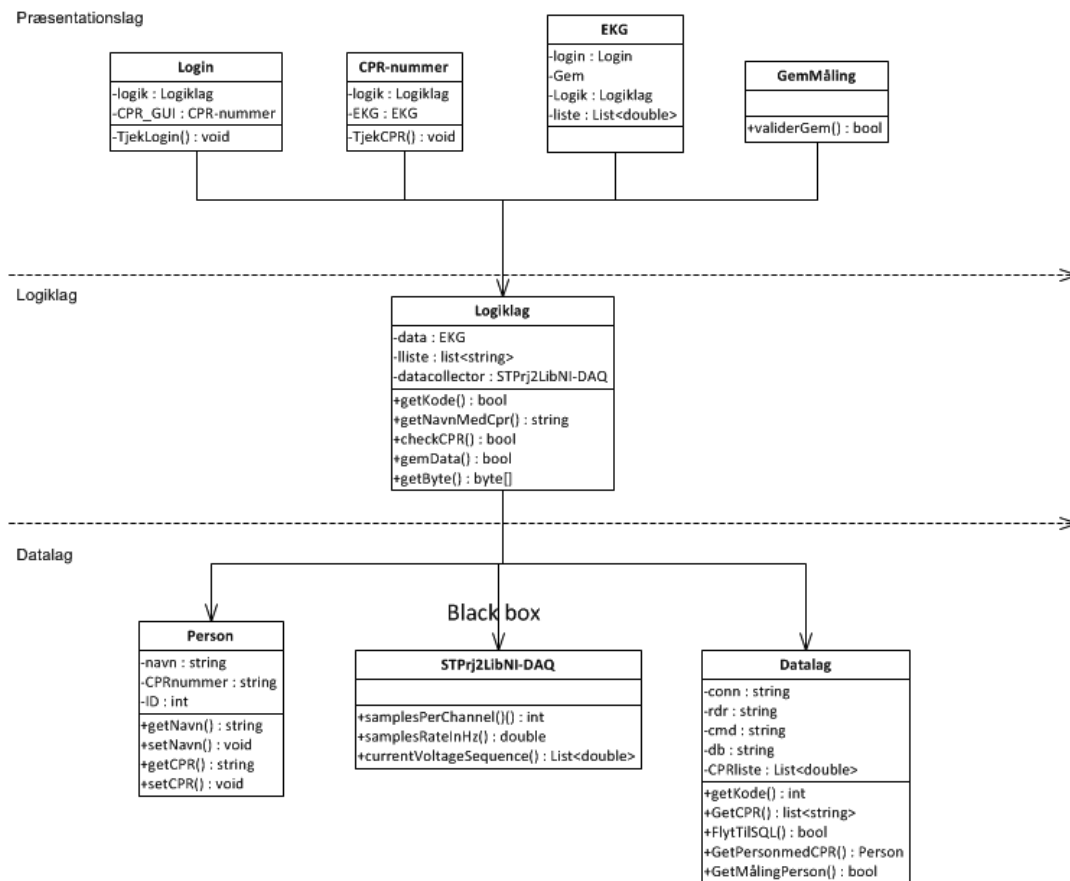 Præsentationslag
Login
-logik : Logiklag
-CPR_GUI : CPR-nummer
-TjekLogin() : void
CPR-nummer
-logik : Logiklag
-EKG : EKG
-TjekCPR() : void
EKG
-login : Login
-Gem
-Logik : Logiklag
-liste : List<double>
GemMåling
+validerGem() : bool
Logiklag
Logiklag
-data : EKG
-lliste : list<string>
-datacollector : STPrj2LibNI-DAQ
+getKode() : bool
+getNavnMedCpr() : string
+checkCPR() : bool
+gemData() : bool
+getByte() : byte[]
Datalag
Person
-navn : string
-CPRnummer : string
-ID : int
+getNavn() : string
+setNavn() : void
+getCPR() : string
+setCPR() : void
Black box
STPrj2LibNI-DAQ
+samplesPerChannel()() : int
+samplesRateInHz() : double
+currentVoltageSequence() : List<double>
Datalag
-conn : string
-rdr : string
-cmd : string
-db : string
-CPRliste : List<double>
+getKode() : int
+GetCPR() : list<string>
+FlytTilSQL() : bool
+GetPersonmedCPR() : Person
+GetMålingPerson() : bool